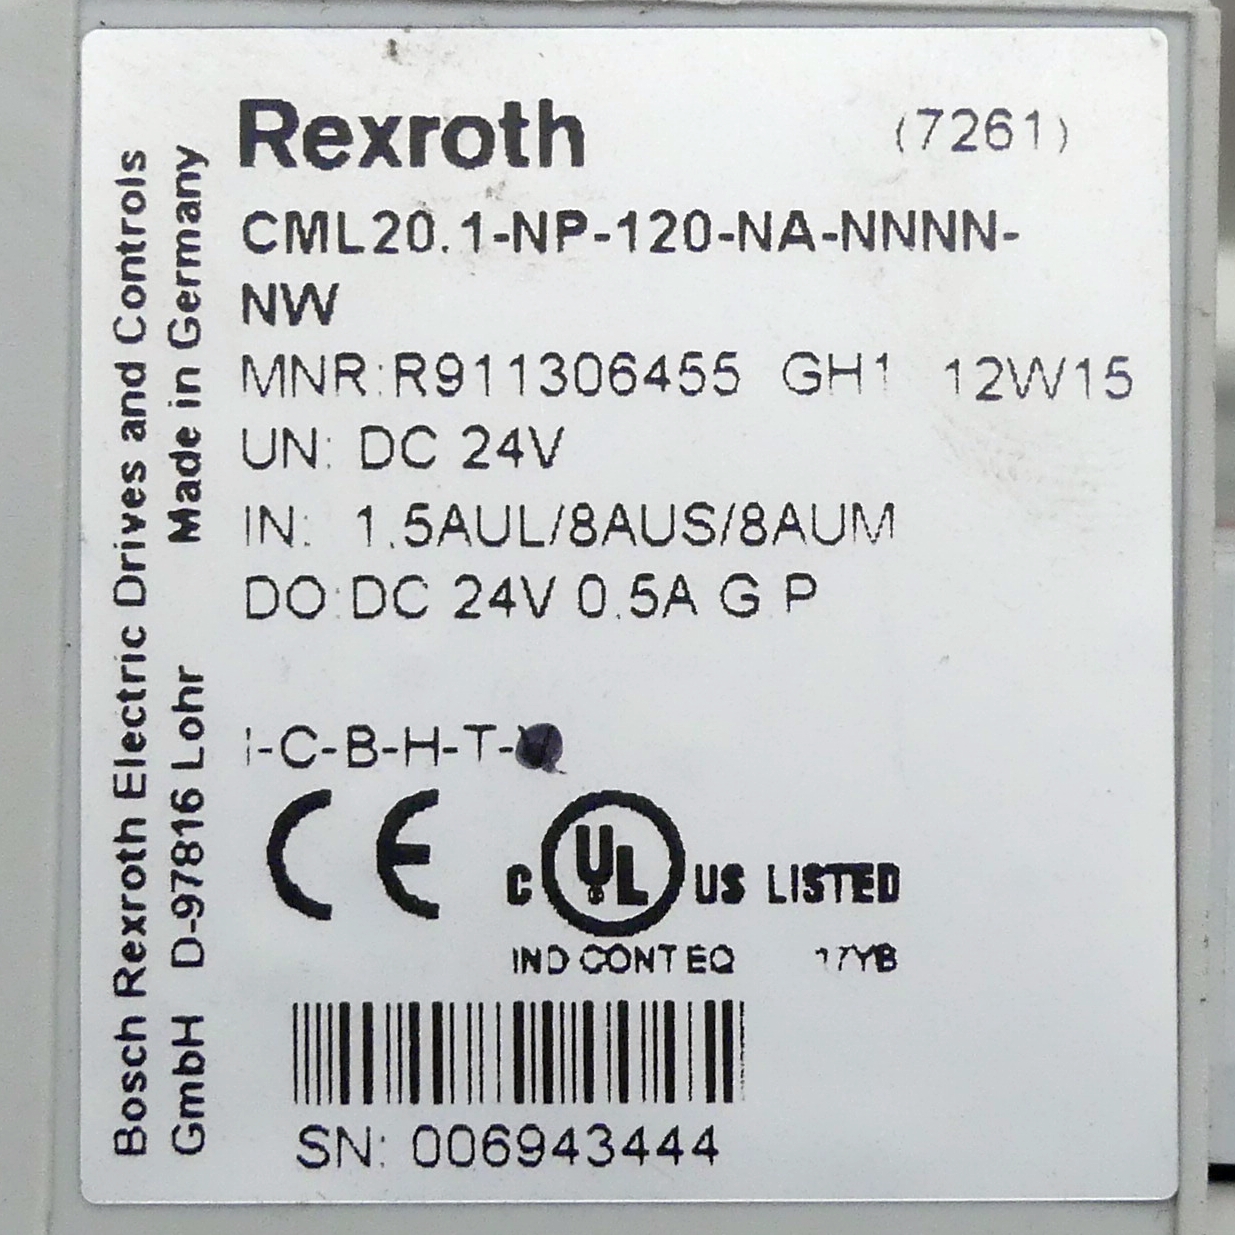 Rexroth (7261)
CML20.1-NP-120-NA-NNNN-
NW
MNR:R911306455 GH1 12W15
UN: DC 24V
IN: 1.5AUL/8AUS/8AUM
DO:DC 24V 0.5A G P
-C-B-H-T-
CE C UL US LISTED
IND CONT EQ 17YB
SN: 006943444
Bosch Rexroth Electric Drives and Controls
GmbH D-97816 Lohr Made in Germany